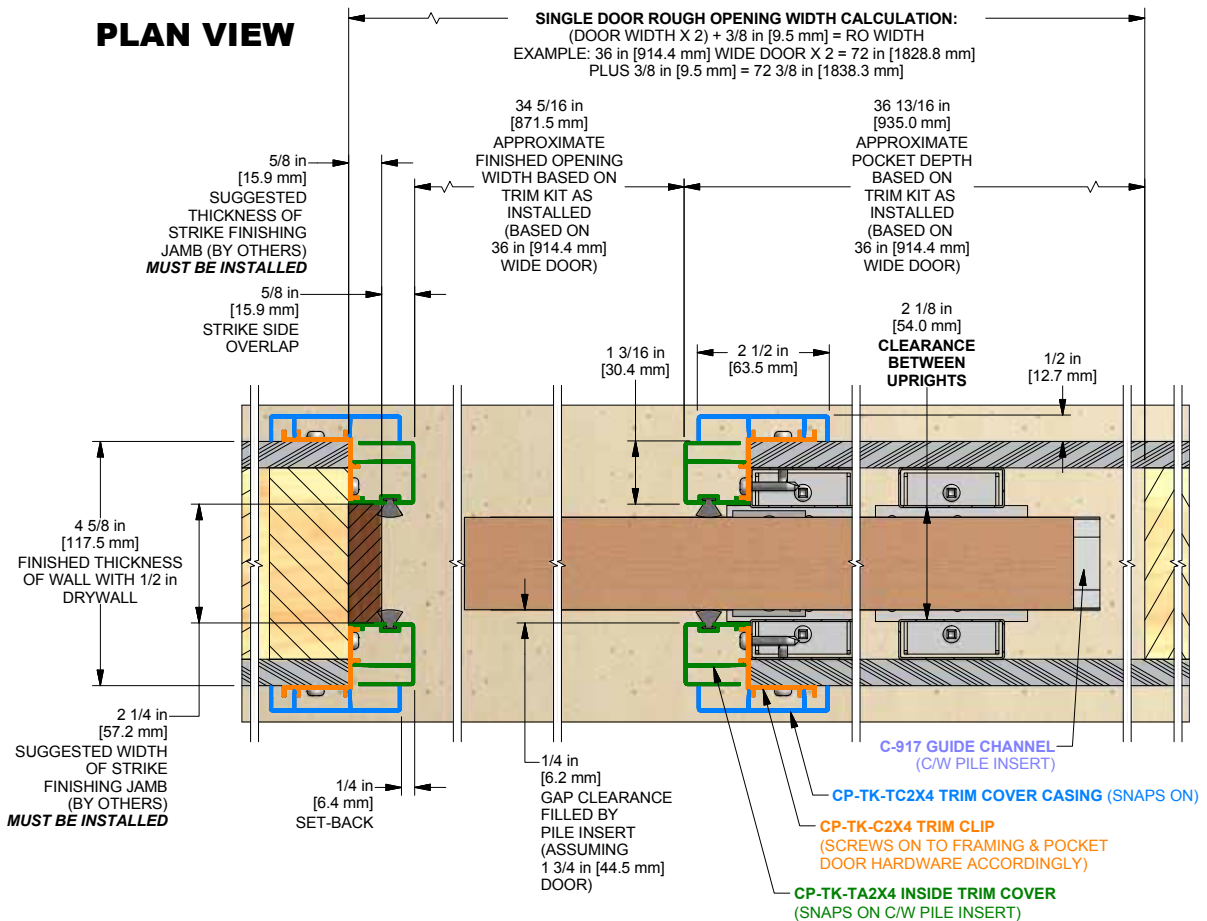 PLAN VIEW
SINGLE DOOR ROUGH OPENING WIDTH CALCULATION:
(DOOR WIDTH X 2) + 3/8 in [9.5 mm] = RO WIDTH
EXAMPLE: 36 in [914.4 mm] WIDE DOOR X 2 = 72 in [1828.8 mm]
PLUS 3/8 in [9.5 mm] = 72 3/8 in [1838.3 mm]
34 5/16 in
[871.5 mm]
APPROXIMATE
FINISHED OPENING
WIDTH BASED ON
TRIM KIT AS
INSTALLED
(BASED ON
36 in [914.4 mm]
WIDE DOOR)
36 13/16 in
[935.0 mm]
APPROXIMATE
POCKET DEPTH
BASED ON
TRIM KIT AS
INSTALLED
(BASED ON
36 in [914.4 mm]
WIDE DOOR)
5/8 in
[15.9 mm]
SUGGESTED
THICKNESS OF
STRIKE FINISHING
JAMB (BY OTHERS)
MUST BE INSTALLED
5/8 in
[15.9 mm]
STRIKE SIDE
OVERLAP
1 3/16 in
[30.4 mm]
2 1/2 in
[63.5 mm]
2 1/8 in
[54.0 mm]
CLEARANCE
BETWEEN
UPRIGHTS
1/2 in
[12.7 mm]
4 5/8 in
[117.5 mm]
FINISHED THICKNESS
OF WALL WITH 1/2 in
DRYWALL
2 1/4 in
[57.2 mm]
SUGGESTED WIDTH
OF STRIKE
FINISHING JAMB
(BY OTHERS)
MUST BE INSTALLED
1/4 in
[6.4 mm]
SET-BACK
1/4 in
[6.2 mm]
GAP CLEARANCE
FILLED BY
PILE INSERT
(ASSUMING
1 3/4 in [44.5 mm]
DOOR)
C-917 GUIDE CHANNEL
(C/W PILE INSERT)
CP-TK-TC2X4 TRIM COVER CASING (SNAPS ON)
CP-TK-C2X4 TRIM CLIP
(SCREWS ON TO FRAMING & POCKET
DOOR HARDWARE ACCORDINGLY)
CP-TK-TA2X4 INSIDE TRIM COVER
(SNAPS ON C/W PILE INSERT)